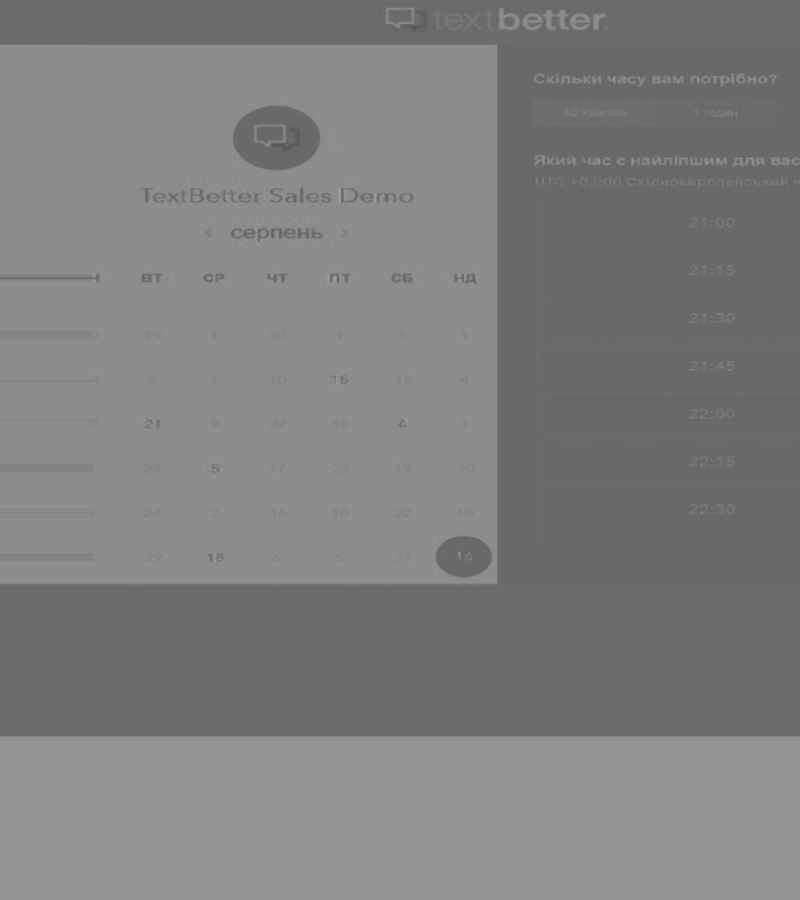 textbetter.
TextBetter Sales Demo
‹ серпень ›
ВТ СР ЧТ ПТ СБ НД
19 1 30 1 5 1
6 1 10 15 15 4
21 9 27 10 4 1
24 5 17 22 19 20
24 2 15 10 22 10
29 18 6 5 31 16
Скільки часу вам потрібно?
40 хвилин 1 годин
Який час є найліпшим для вас
UTC +03:00 Східноєвропейський ч
21:00
21:15
21:30
21:45
22:00
22:15
22:30